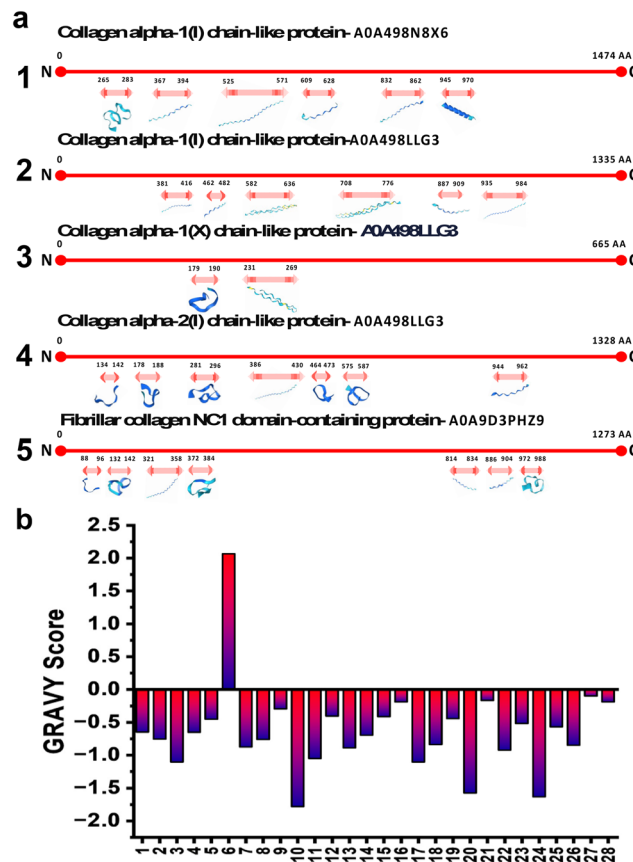 a
Collagen alpha-1(I) chain-like protein- A0A498N8X6
0 1474 AA
1 N C
265 283 367 394 525 571 609 628 832 862 945 970
Collagen alpha-1(I) chain-like protein-A0A498LLG3
0 1335 AA
2 N C
381 416 462 482 582 636 708 776 887 909 935 984
Collagen alpha-1(X) chain-like protein- A0A498LLG3
0 665 AA
3 N C
179 190 231 269
Collagen alpha-2(I) chain-like protein- A0A498LLG3
0 1328 AA
4 N C
134 142 178 188 281 296 386 430 464 473 575 587 944 962
Fibrillar collagen NC1 domain-containing protein- A0A9D3PHZ9
0 1273 AA
5 N C
88 96 132 142 321 358 372 384 814 834 886 904 972 988
b
GRAVY Score
2.5
2.0
1.5
1.0
0.5
0.0
−0.5
−1.0
−1.5
−2.0
1 2 3 4 5 6 7 8 9 10 11 12 13 14 15 16 17 18 19 20 21 22 23 24 25 26 27 28